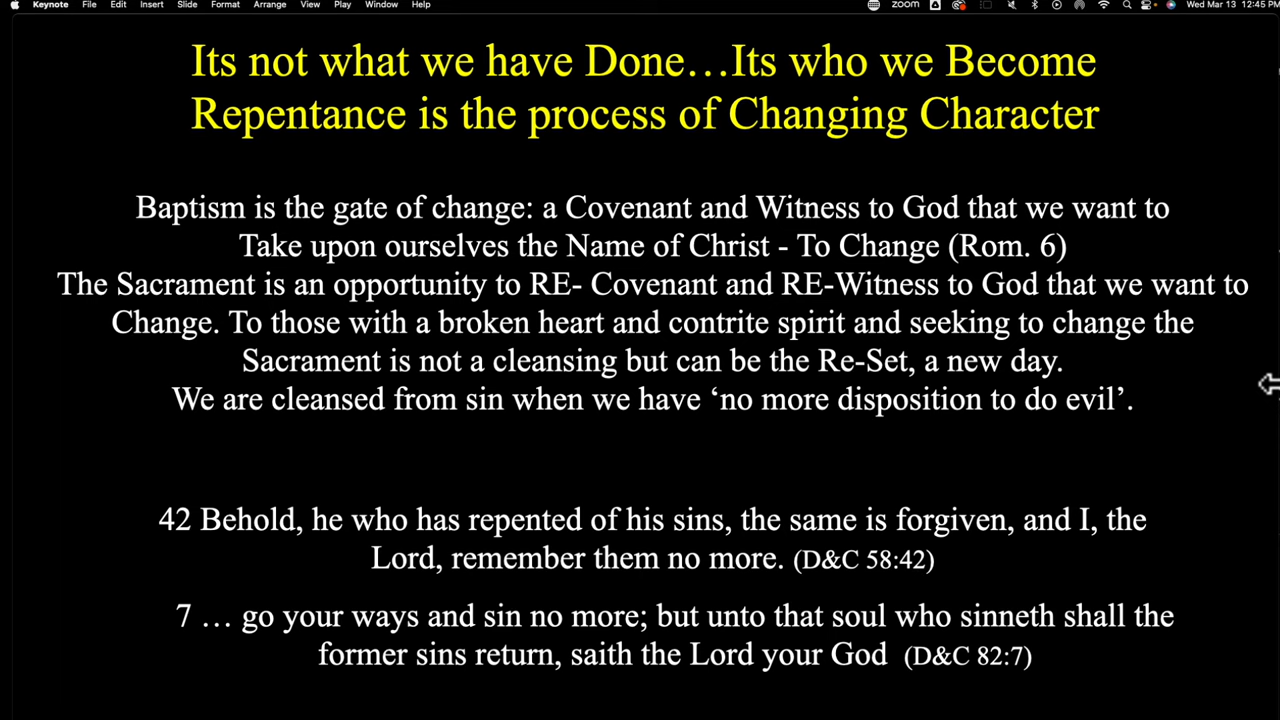 Keynote File Edit Insert Slide Format Arrange View Play Window Help zoom Wed Mar 13 12:45 PM
Its not what we have Done…Its who we Become
Repentance is the process of Changing Character
Baptism is the gate of change: a Covenant and Witness to God that we want to
Take upon ourselves the Name of Christ - To Change (Rom. 6)
The Sacrament is an opportunity to RE- Covenant and RE-Witness to God that we want to
Change. To those with a broken heart and contrite spirit and seeking to change the
Sacrament is not a cleansing but can be the Re-Set, a new day.
We are cleansed from sin when we have ‘no more disposition to do evil’.
42 Behold, he who has repented of his sins, the same is forgiven, and I, the
Lord, remember them no more. (D&C 58:42)
7 … go your ways and sin no more; but unto that soul who sinneth shall the
former sins return, saith the Lord your God (D&C 82:7)